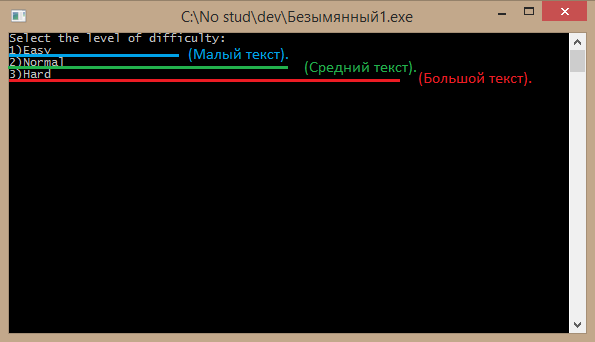 C:\No stud\dev\Безымянный1.exe
Select the level of difficulty:
1)Easy
(Малый текст).
2)Normal
(Средний текст).
3)Hard
(Большой текст).